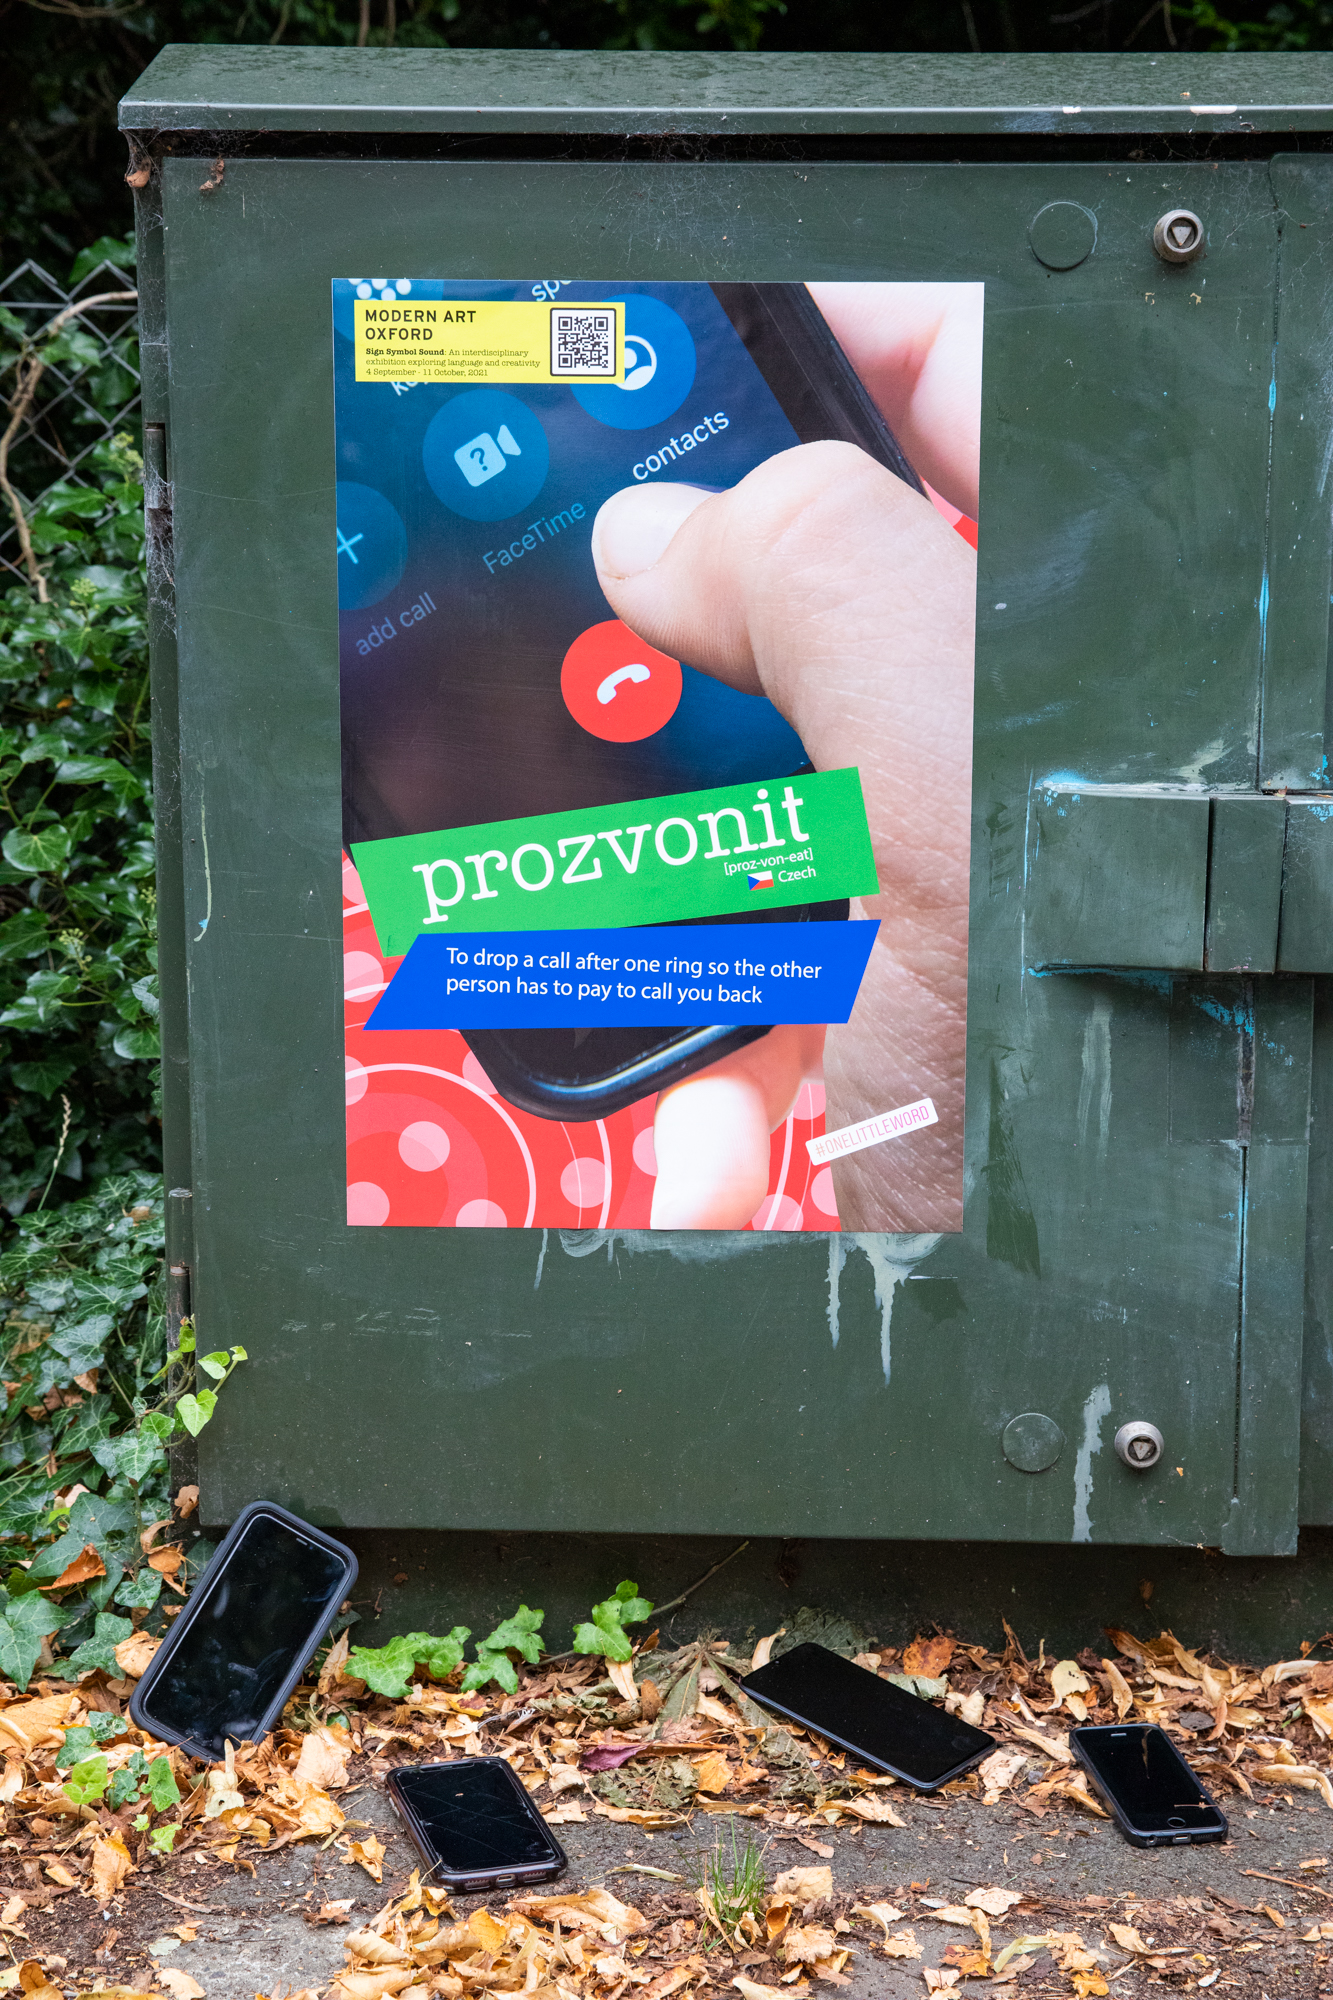 MODERN ART
OXFORD
Sign Symbol Sound: An interdisciplinary
exhibition exploring language and creativity
4 September - 11 October, 2021
contacts
FaceTime
add call
prozvonit
[proz-von-eat]
Czech
To drop a call after one ring so the other
person has to pay to call you back
#ONELITTLEWORD